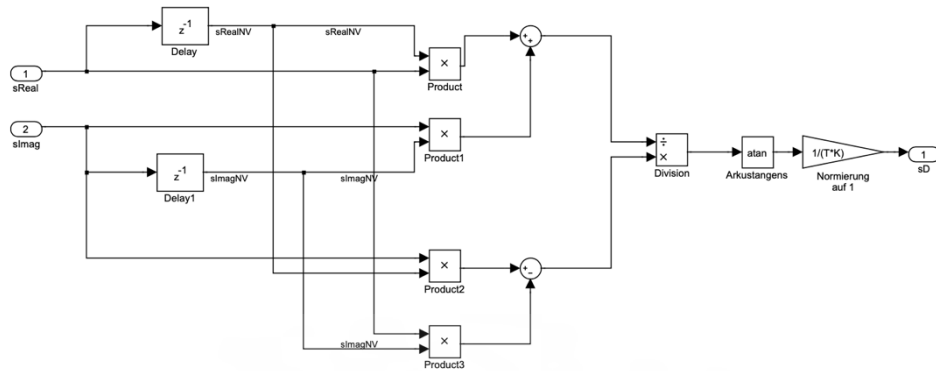 z-1
sRealNV
sRealNV
Delay
1
sReal
×
Product
+
+
2
sImag
×
Product1
z-1
sImagNV
sImagNV
Delay1
÷
×
Division
atan
Arkustangens
1/(T*K)
Normierung
auf 1
1
sD
×
Product2
+
−
sImagNV
×
Product3